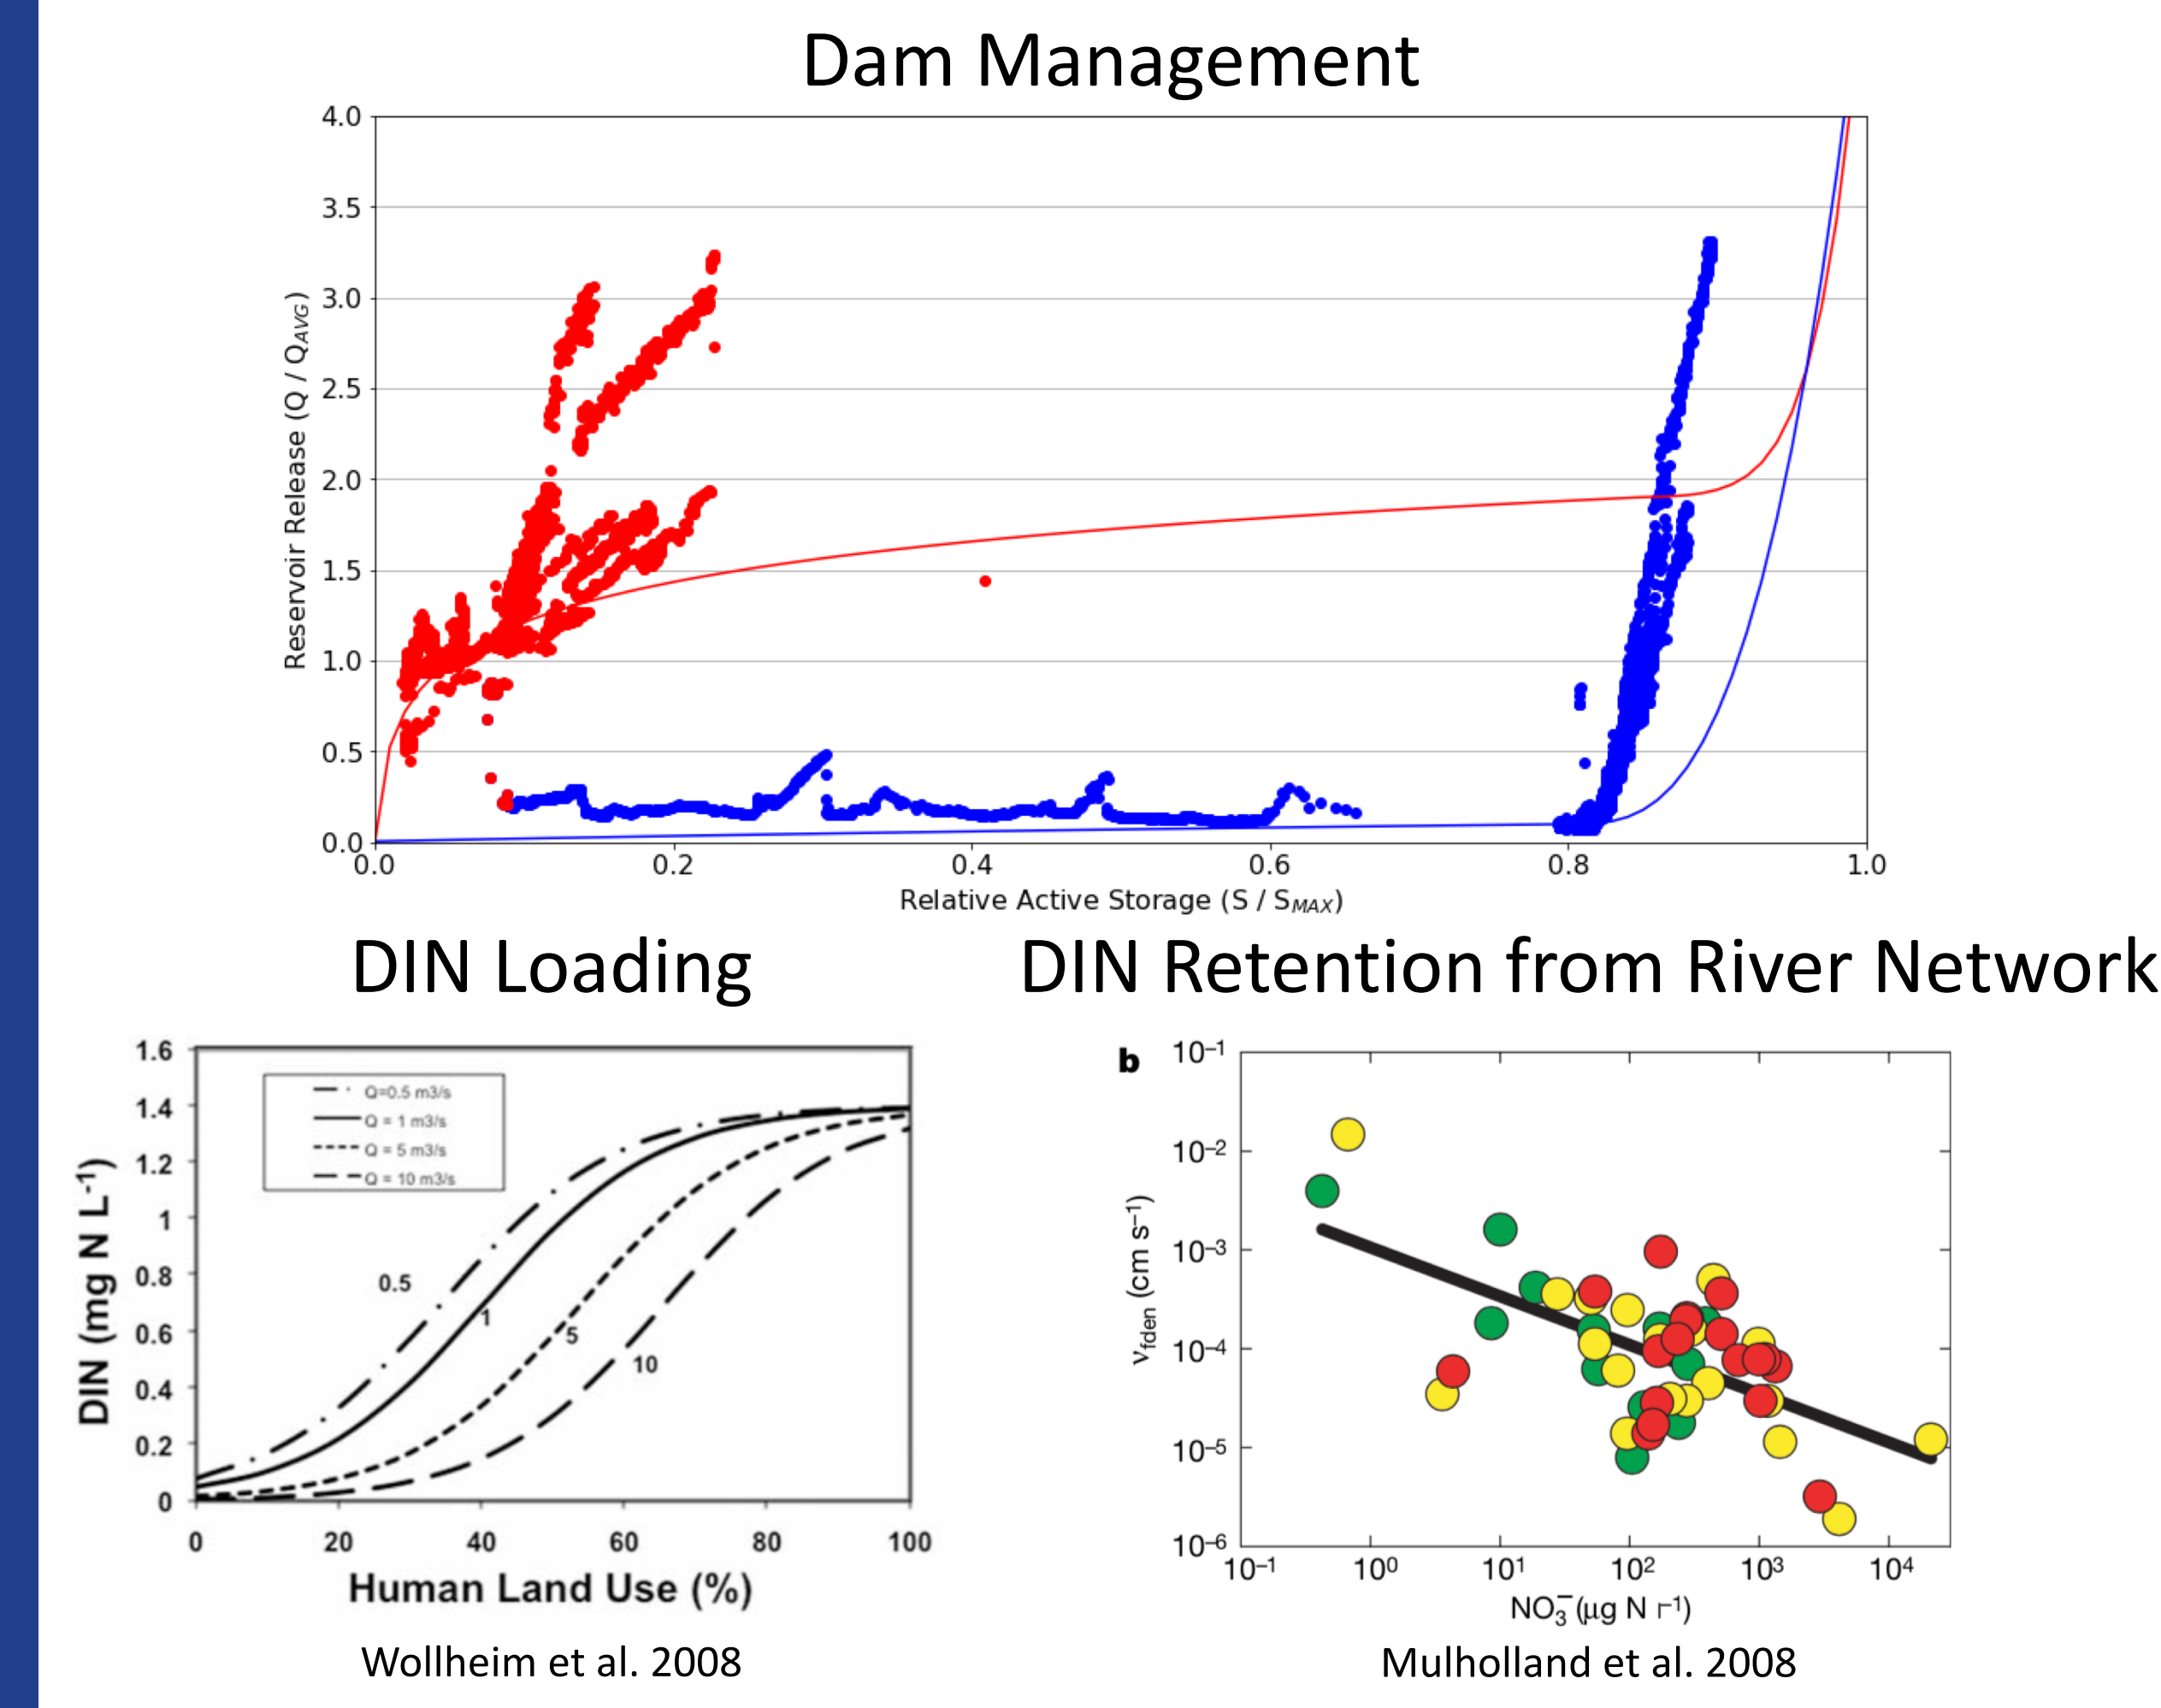 Dam Management
4.0
3.5
3.0
2.5
2.0
1.5
1.0
0.5
0.0
Reservoir Release (Q / Q_AVG)
0.0 0.2 0.4 0.6 0.8 1.0
Relative Active Storage (S / S_MAX)
DIN Loading
1.6
1.4
1.2
1
0.8
0.6
0.4
0.2
0
DIN (mg N L⁻¹)
Q=0.5 m3/s
Q = 1 m3/s
Q = 5 m3/s
Q = 10 m3/s
0.5
1
5
10
0 20 40 60 80 100
Human Land Use (%)
Wollheim et al. 2008
DIN Retention from River Network
b
10⁻¹
10⁻²
10⁻³
10⁻⁴
10⁻⁵
10⁻⁶
νfden (cm s⁻¹)
10⁻¹ 10⁰ 10¹ 10² 10³ 10⁴
NO₃⁻ (µg N l⁻¹)
Mulholland et al. 2008